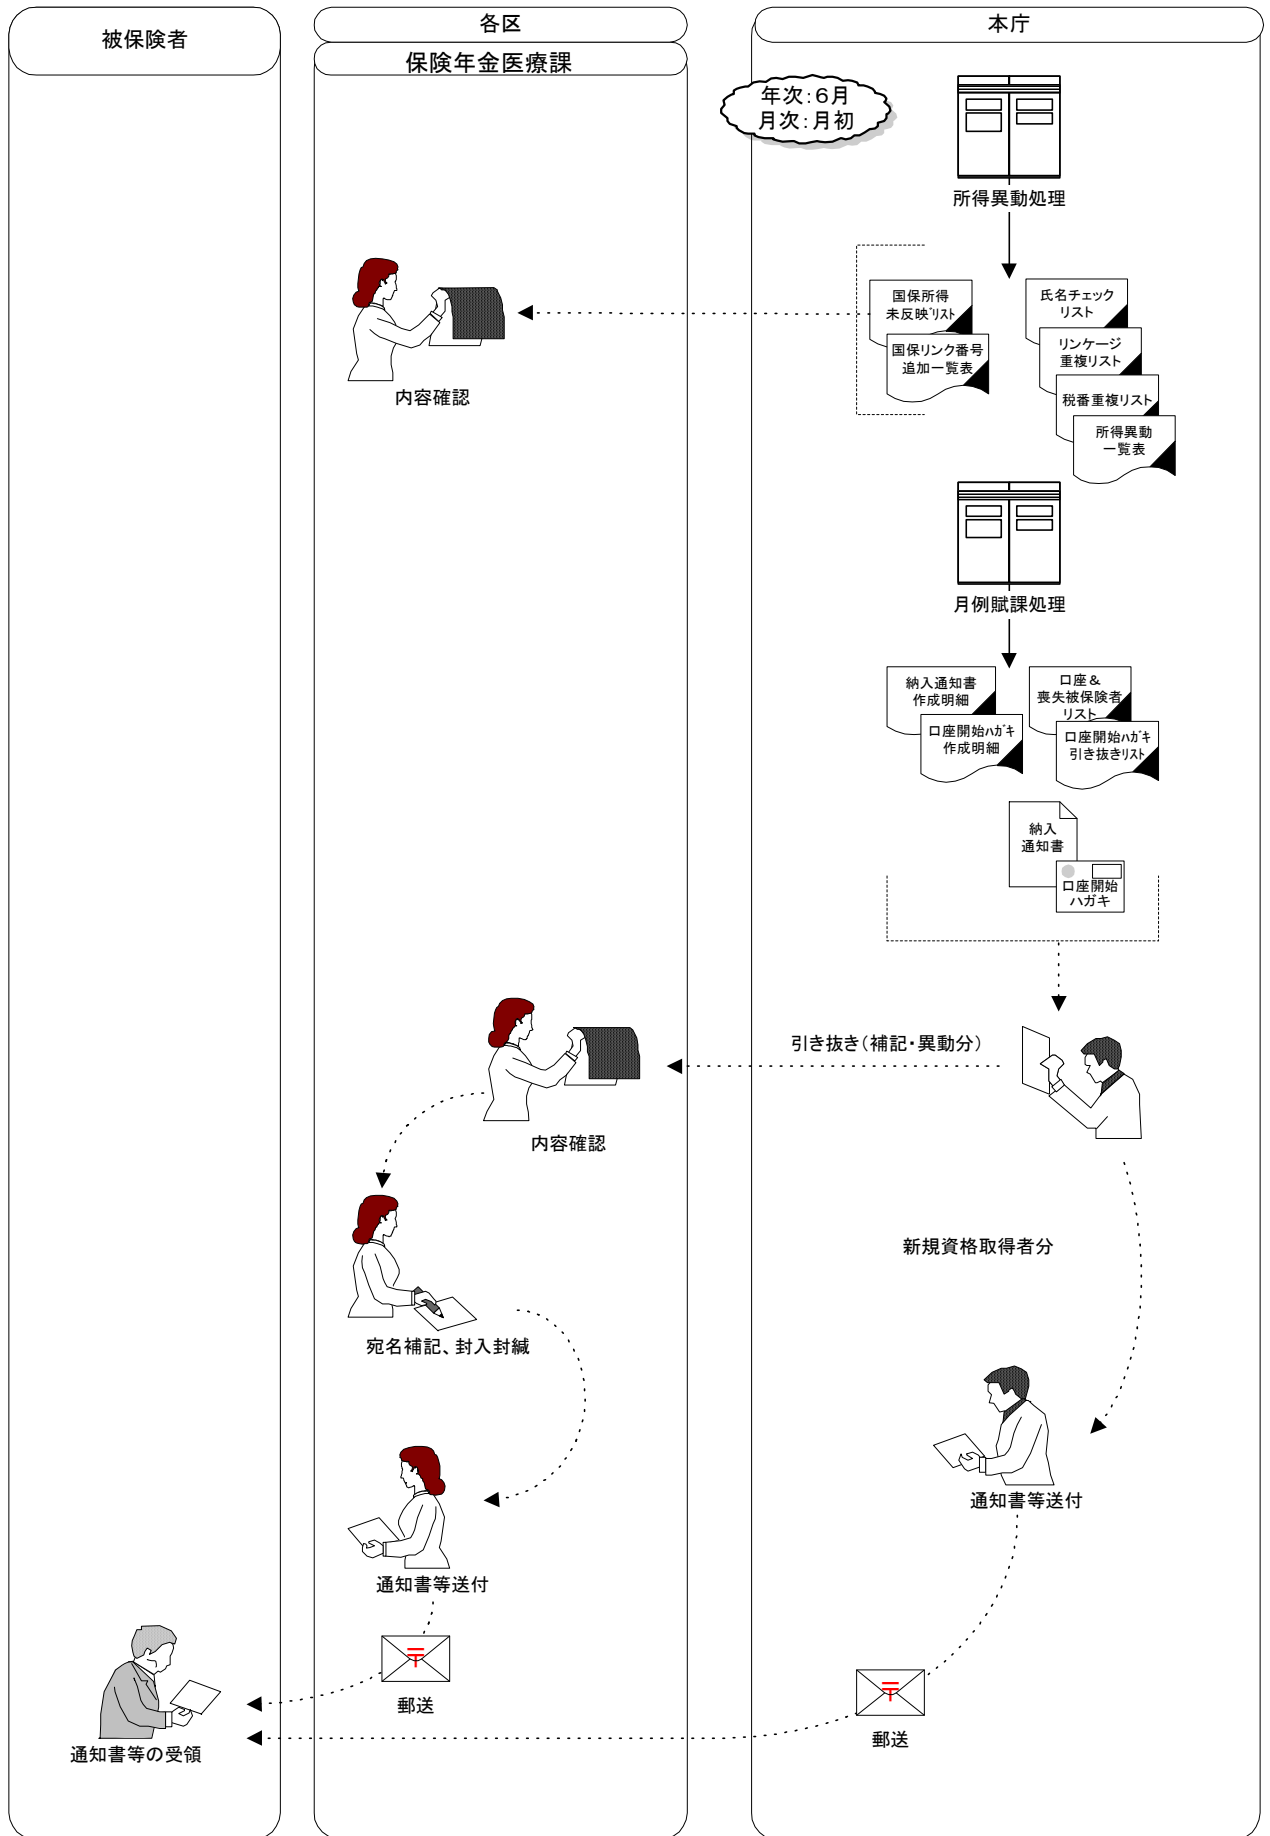 被保険者
各区
保険年金医療課
本庁
年次：６月
月次：月初
所得異動処理
国保所得
未反映ﾘｽﾄ
国保リンク番号
追加一覧表
氏名チェック
リスト
リンケージ
重複リスト
税番重複リスト
所得異動
一覧表
内容確認
月例賦課処理
納入通知書
作成明細
口座開始ﾊｶﾞｷ
作成明細
口座＆
喪失被保険者
リスト
口座開始ﾊｶﾞｷ
引き抜きﾘｽﾄ
納入
通知書
口座開始
ハガキ
引き抜き（補記・異動分）
内容確認
新規資格取得者分
宛名補記、封入封緘
通知書等送付
通知書等送付
〒
郵送
〒
郵送
通知書等の受領